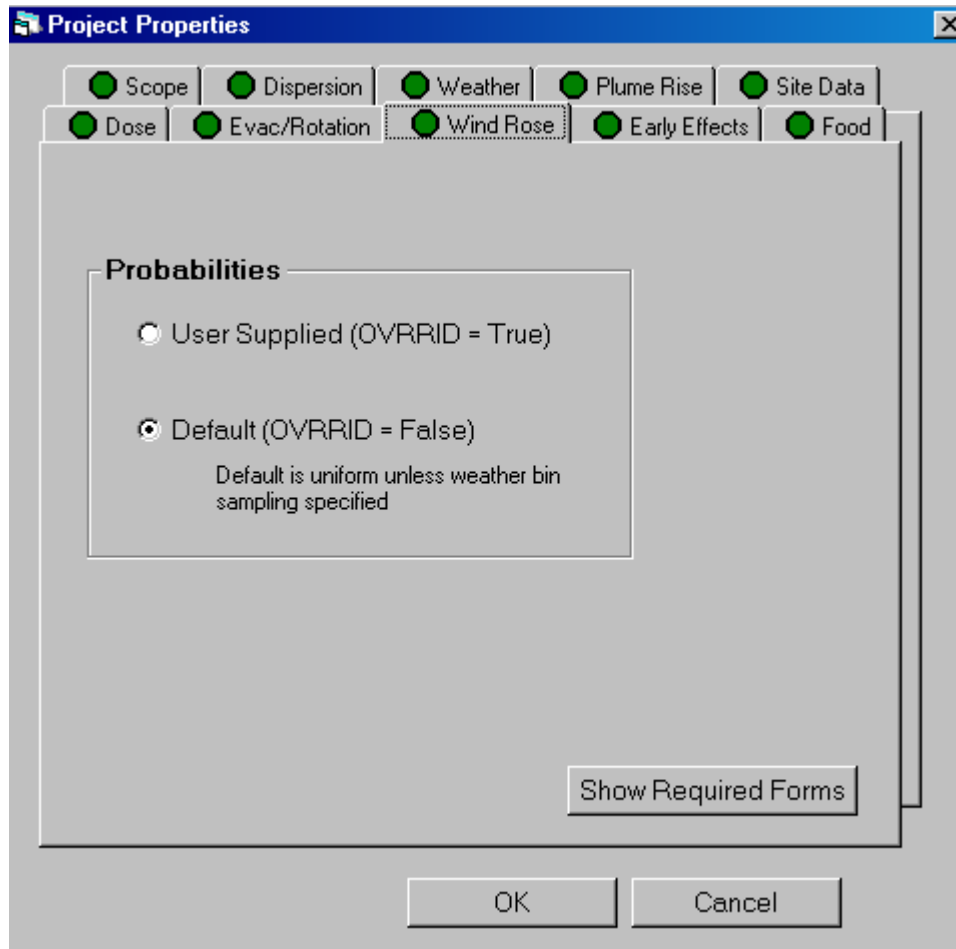 Project Properties
Scope
Dispersion
Weather
Plume Rise
Site Data
Dose
Evac/Rotation
Wind Rose
Early Effects
Food
Probabilities
User Supplied (OVRRID = True)
Default (OVRRID = False)
Default is uniform unless weather bin
sampling specified
Show Required Forms
OK
Cancel